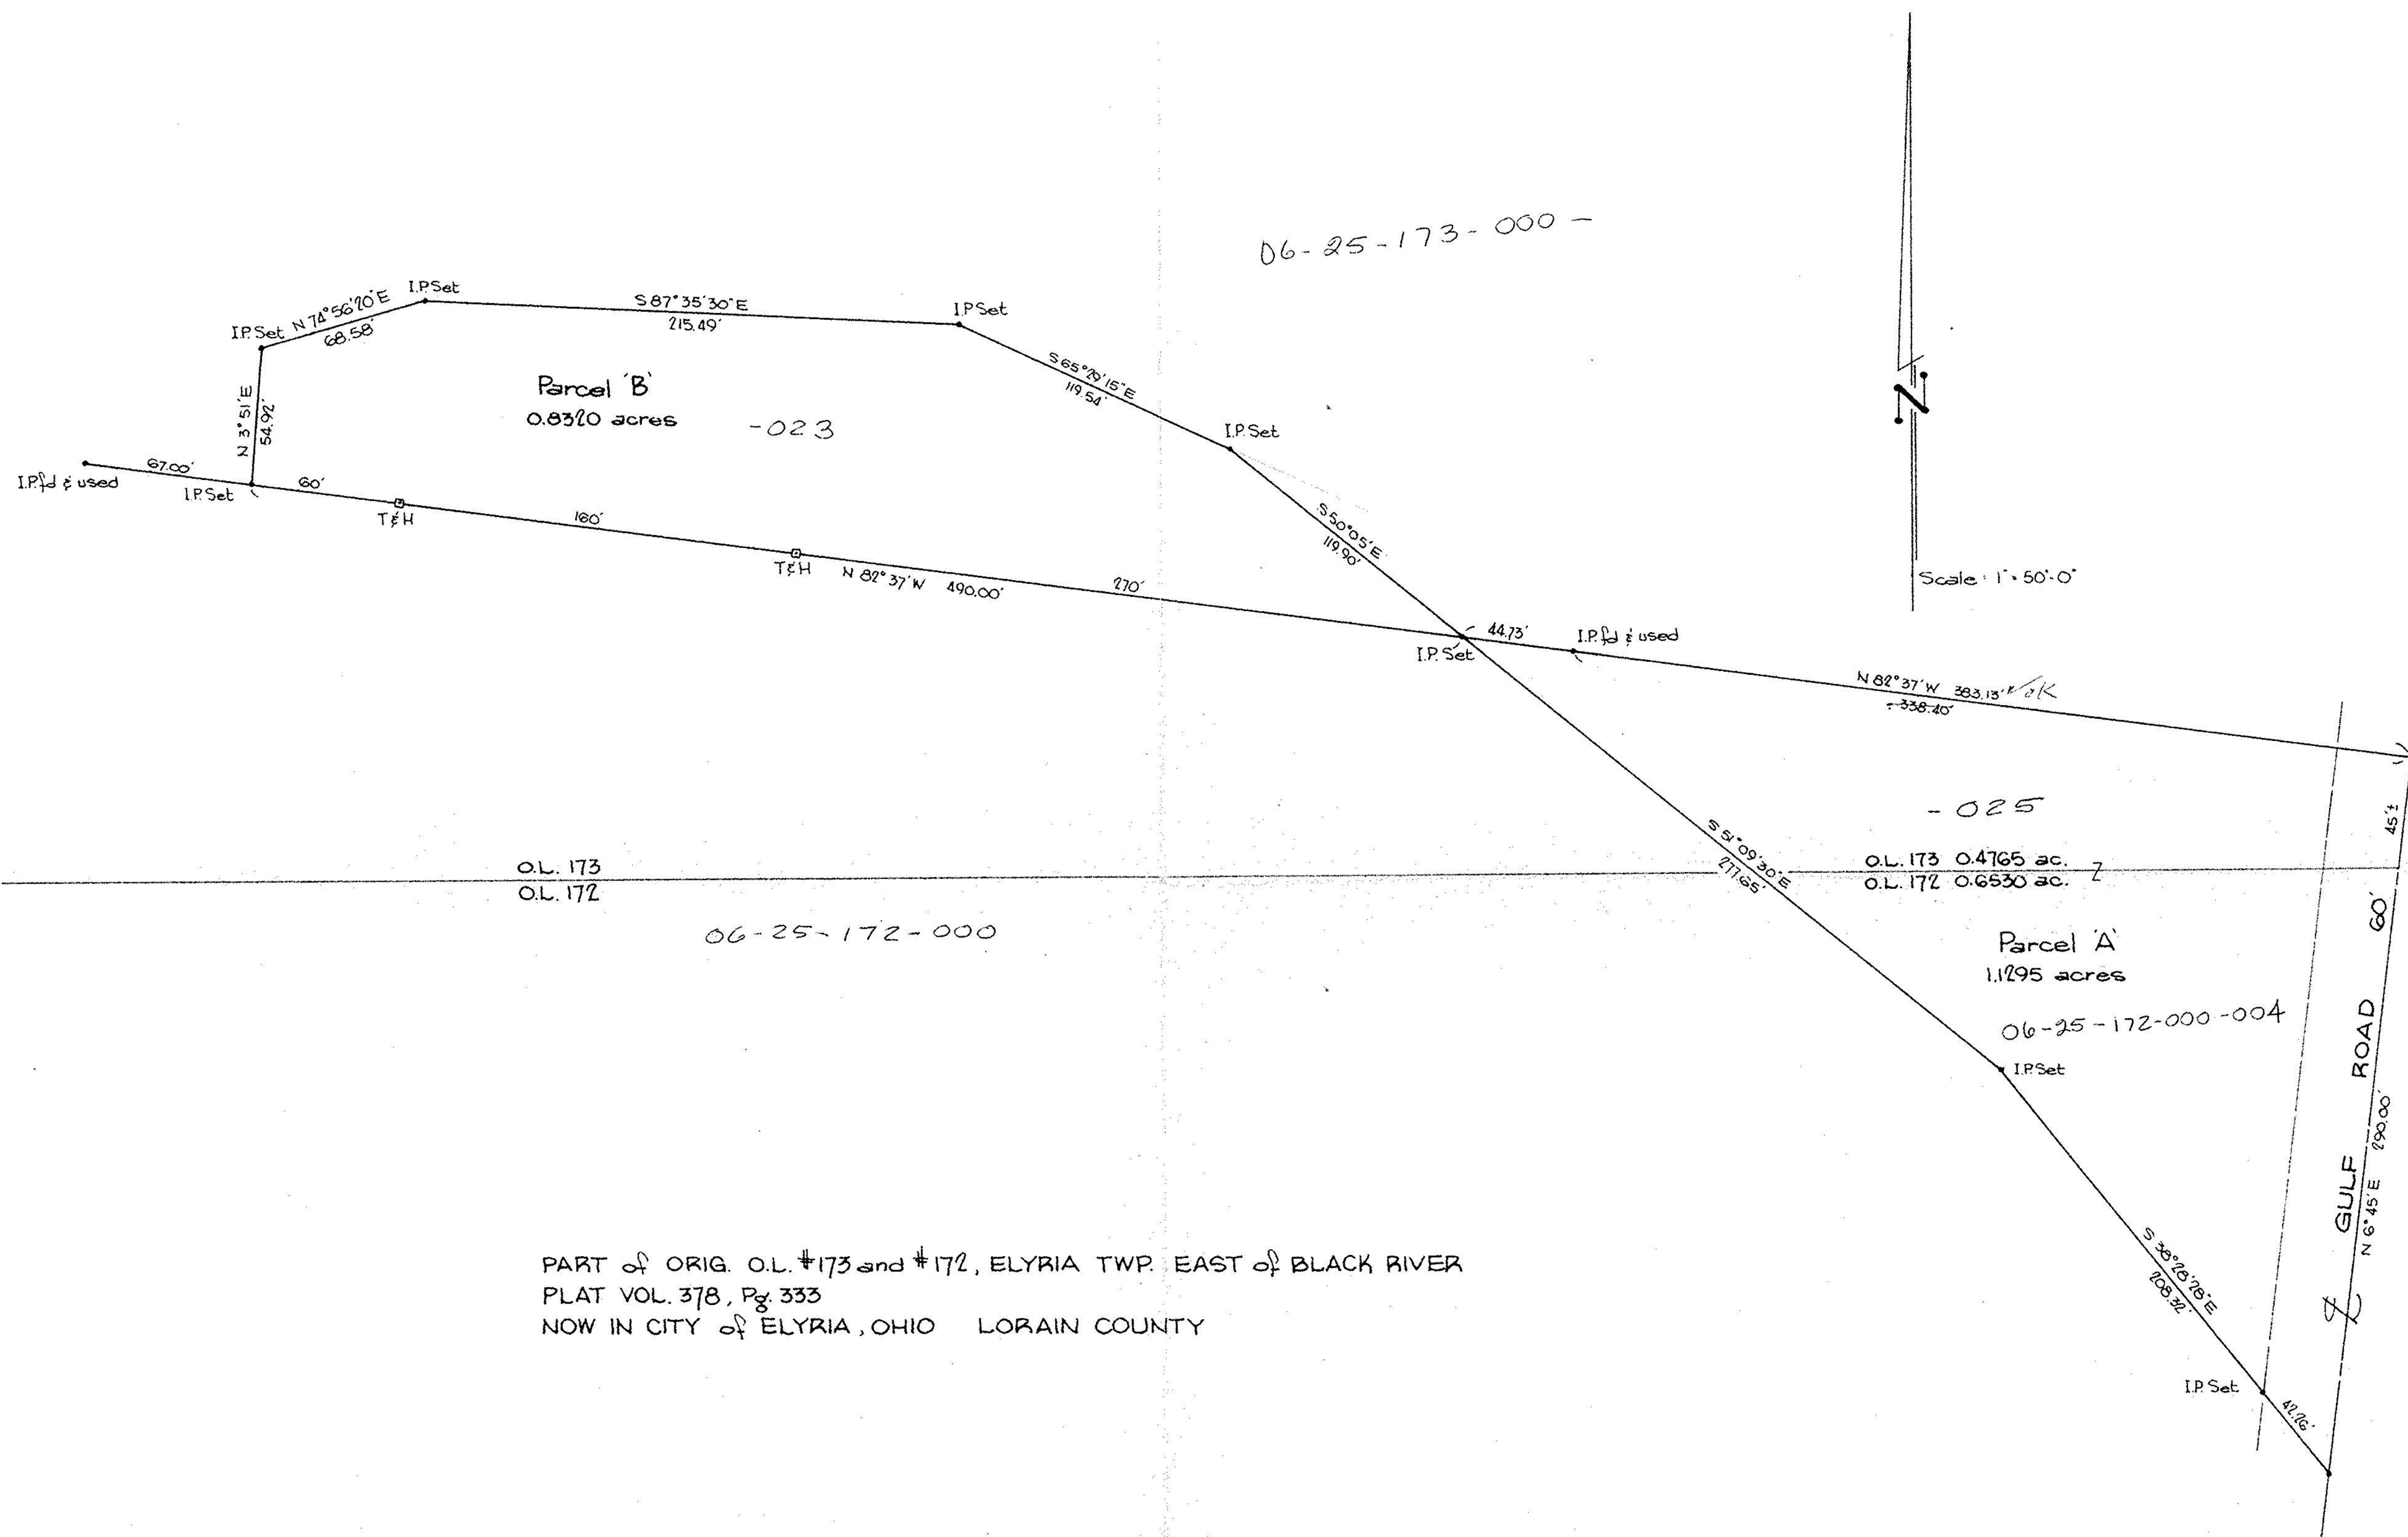 06-25-173-000-
N
Scale: 1"=50'-0"
I.P. Set
N 74°56'20"E
68.58'
I.P. Set
S 87°35'30"E
215.49'
I.P. Set
S 65°29'15"E
119.54'
I.P. Set
N 3°51'E
54.92'
Parcel 'B'
0.8320 acres
-023
I.P. fd & used
67.00'
I.P. Set
60'
T&H
160'
T&H
N 82°37'W 490.00'
270'
S 50°05'E
119.90'
I.P. Set
44.73'
I.P. fd & used
N 82°37'W 383.13' ok
338.40'
-025
45'±
S 51°09'30"E
277.65'
O.L. 173
O.L. 172
O.L. 173 0.4765 ac.
O.L. 172 0.6530 ac.
06-25-172-000
Parcel 'A'
1.1295 acres
06-25-172-000-004
I.P. Set
GULF ROAD 60'
N 6°45'E 290.00'
S 38°28'28"E
208.32'
I.P. Set
42.26'
PART of ORIG. O.L. #173 and #172, ELYRIA TWP. EAST of BLACK RIVER
PLAT VOL. 378, Pg. 333
NOW IN CITY of ELYRIA, OHIO LORAIN COUNTY